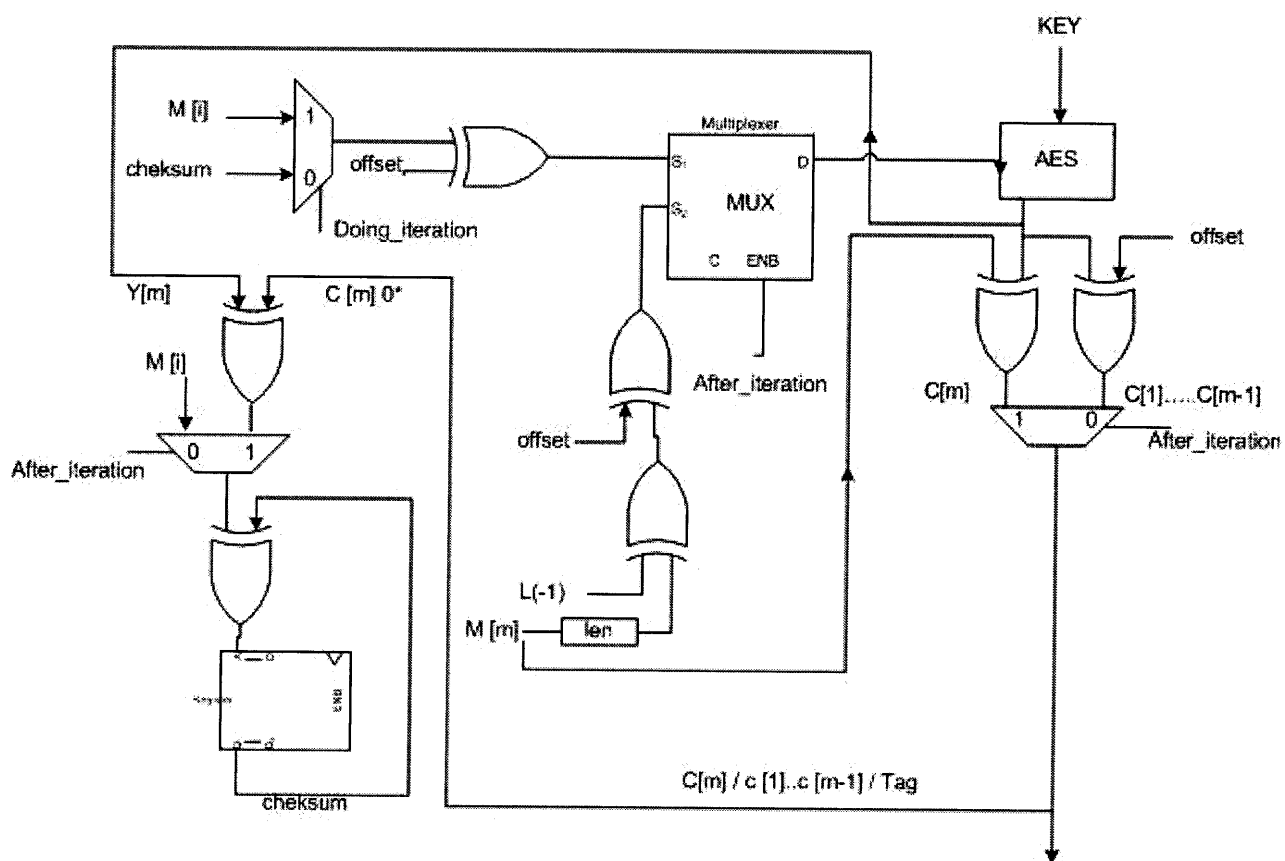 KEY
M [i]
1
cheksum
0
offset
Doing_iteration
Multiplexer
S₁
D
MUX
S₂
C ENB
AES
offset
Y[m]
C [m] 0*
M [i]
After_iteration
0 1
After_iteration
offset
C[m]
C[1].....C[m-1]
1 0
After_iteration
L(-1)
M [m]
len
ENB
cheksum
C[m] / c [1]..c [m-1] / Tag